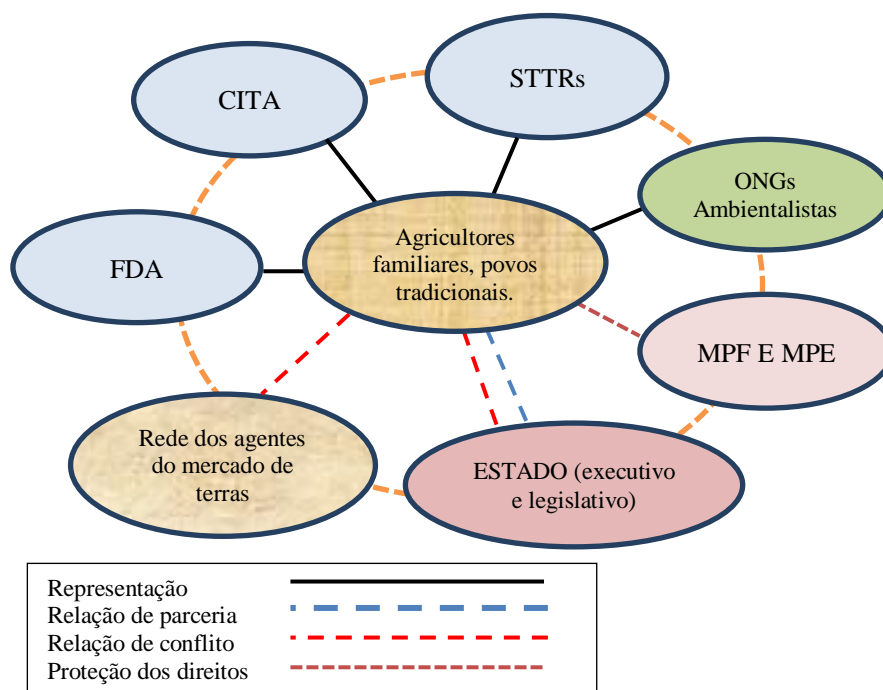 CITA
STTRs
ONGs
Ambientalistas
Agricultores
familiares, povos
tradicionais.
FDA
MPF E MPE
Rede dos agentes
do mercado de
terras
ESTADO (executivo
e legislativo)
Representação
Relação de parceria
Relação de conflito
Proteção dos direitos